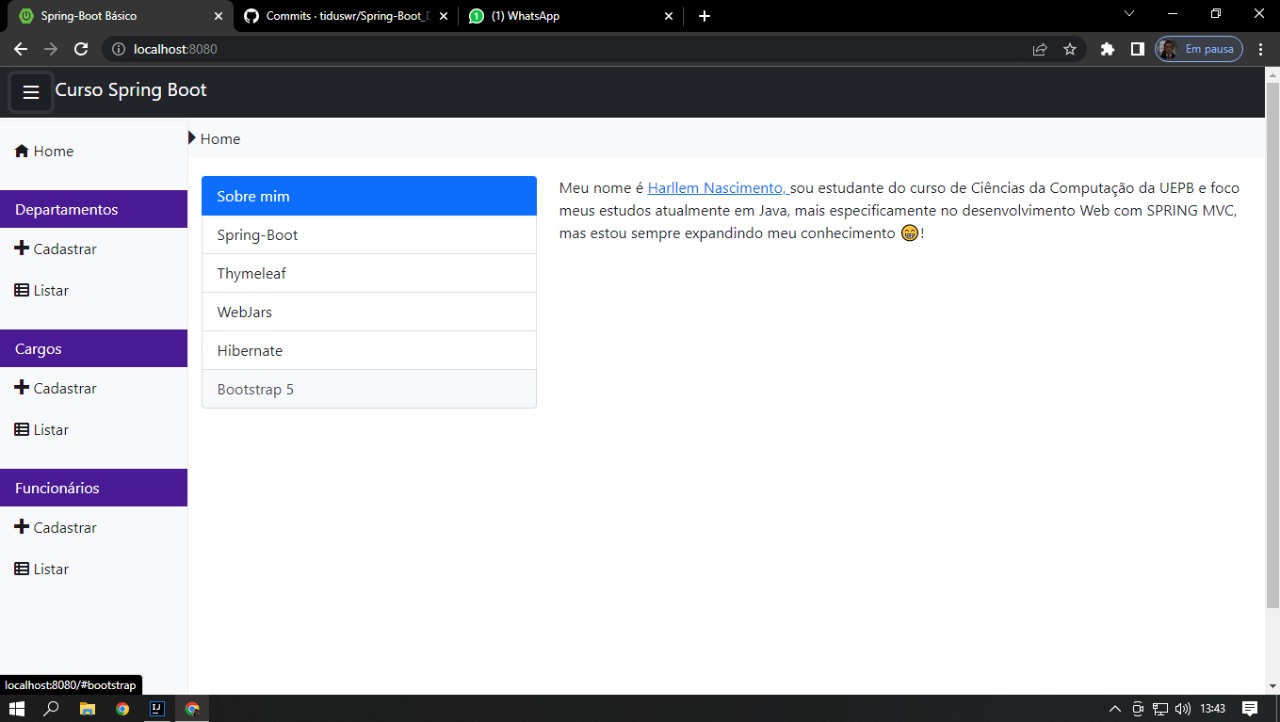 Spring-Boot Básico
Commits · tiduswr/Spring-Boot_D
(1) WhatsApp
localhost:8080
Em pausa
Curso Spring Boot
Home
Departamentos
Cadastrar
Listar
Cargos
Cadastrar
Listar
Funcionários
Cadastrar
Listar
Home
Sobre mim
Spring-Boot
Thymeleaf
WebJars
Hibernate
Bootstrap 5
Meu nome é Harllem Nascimento, sou estudante do curso de Ciências da Computação da UEPB e foco
meus estudos atualmente em Java, mais especificamente no desenvolvimento Web com SPRING MVC,
mas estou sempre expandindo meu conhecimento 😁!
localhost:8080/#bootstrap
IJ
13:43